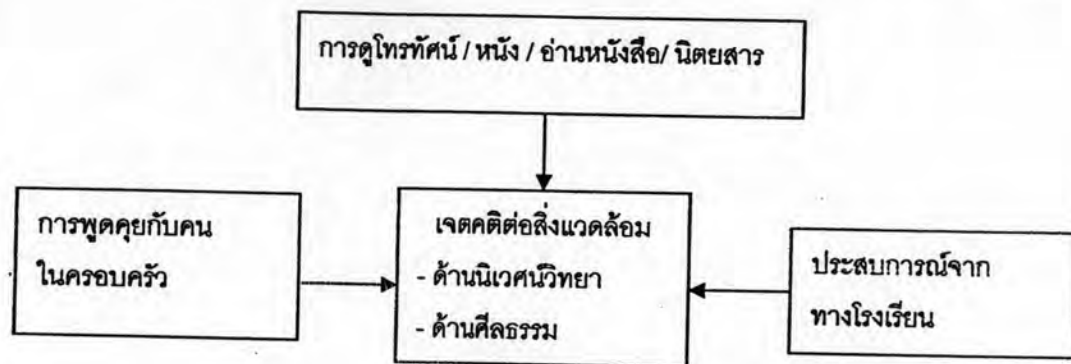 การดูโทรทัศน์ / หนัง / อ่านหนังสือ/ นิตยสาร
การพูดคุยกับคน
ในครอบครัว
เจตคติต่อสิ่งแวดล้อม
- ด้านนิเวศน์วิทยา
- ด้านศีลธรรม
ประสบการณ์จาก
ทางโรงเรียน